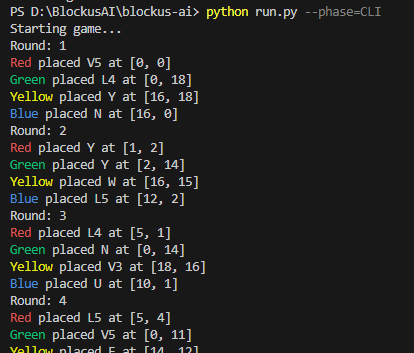 PS D:\BlockusAI\blockus-ai> python run.py --phase=CLI
Starting game...
Round: 1
Red placed V5 at [0, 0]
Green placed L4 at [0, 18]
Yellow placed Y at [16, 18]
Blue placed N at [16, 0]
Round: 2
Red placed Y at [1, 2]
Green placed Y at [2, 14]
Yellow placed W at [16, 15]
Blue placed L5 at [12, 2]
Round: 3
Red placed L4 at [5, 1]
Green placed N at [0, 14]
Yellow placed V3 at [18, 16]
Blue placed U at [10, 1]
Round: 4
Red placed L5 at [5, 4]
Green placed V5 at [0, 11]
Yellow placed F at [14, 12]